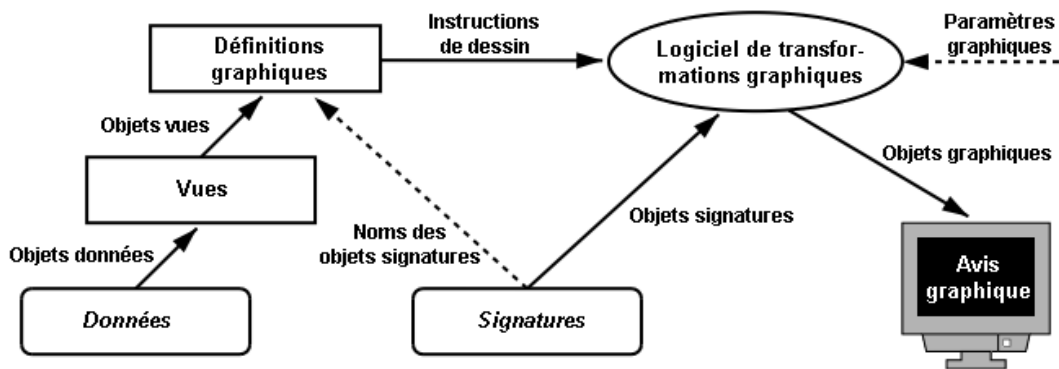 Instructions
de dessin
Paramètres
graphiques
Définitions
graphiques
Logiciel de transfor-
mations graphiques
Objets vues
Objets graphiques
Vues
Objets signatures
Noms des
objets signatures
Objets données
Avis
graphique
Données
Signatures